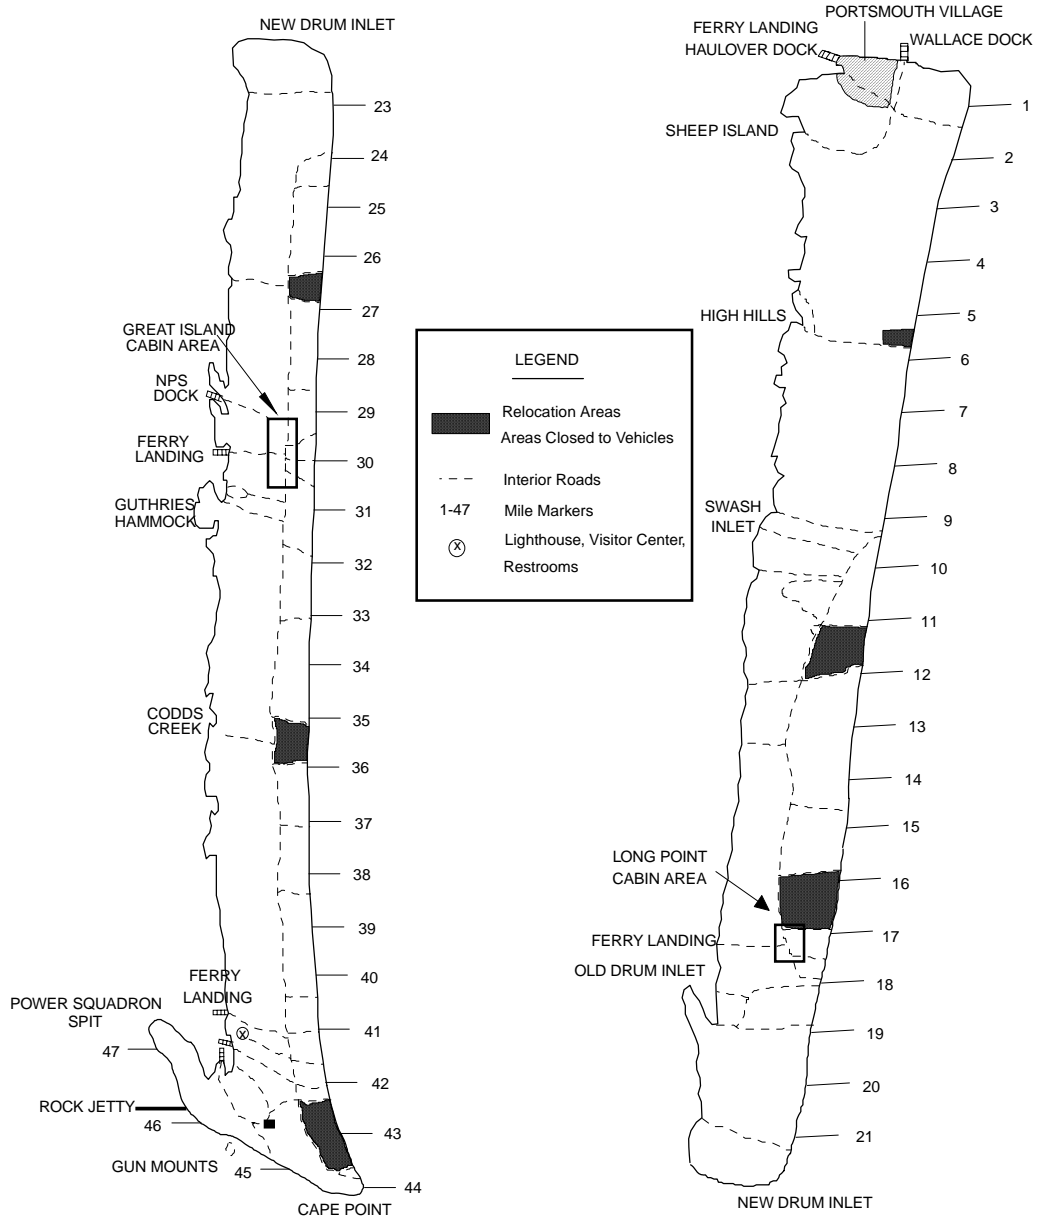 NEW DRUM INLET
23
24
25
26
27
GREAT ISLAND
CABIN AREA
28
NPS
DOCK
29
FERRY
LANDING
30
GUTHRIES
HAMMOCK
31
32
33
34
CODDS
CREEK
35
36
37
38
39
40
FERRY
LANDING
POWER SQUADRON
SPIT
41
X
47
42
ROCK JETTY
46
43
GUN MOUNTS
45
44
CAPE POINT
LEGEND
Relocation Areas
Areas Closed to Vehicles
Interior Roads
1-47 Mile Markers
X Lighthouse, Visitor Center,
Restrooms
PORTSMOUTH VILLAGE
FERRY LANDING
HAULOVER DOCK
WALLACE DOCK
1
SHEEP ISLAND
2
3
4
HIGH HILLS
5
6
7
8
SWASH
INLET
9
10
11
12
13
14
15
LONG POINT
CABIN AREA
16
FERRY LANDING
17
OLD DRUM INLET
18
19
20
21
NEW DRUM INLET